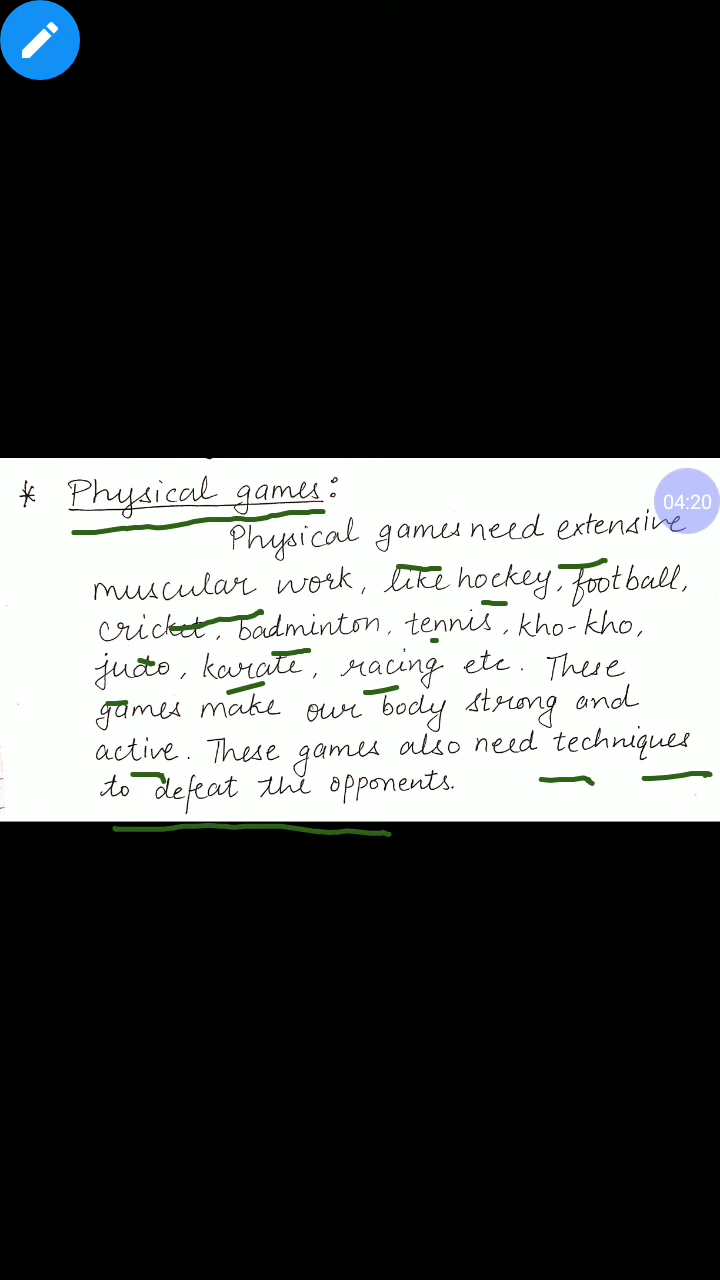 * Physical games:
04:20
Physical games need extensive
muscular work, like hockey, football,
cricket, badminton, tennis, kho-kho,
judo, karate, racing etc. These
games make our body strong and
active. These games also need techniques
to defeat the opponents.